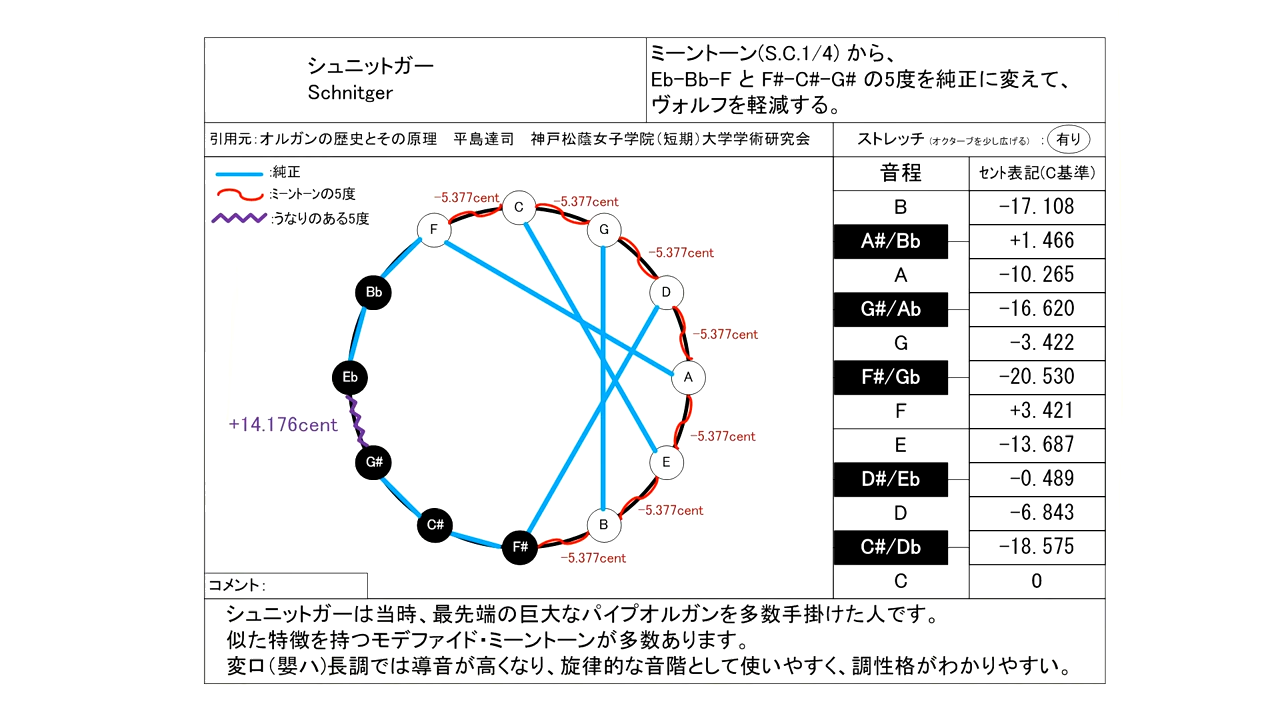 シュニットガー
Schnitger
ミーントーン(S.C.1/4) から、
Eb-Bb-F と F#-C#-G# の5度を純正に変えて、
ヴォルフを軽減する。
引用元：オルガンの歴史とその原理　平島達司　神戸松蔭女子学院（短期）大学学術研究会
ストレッチ (オクターブを少し広げる) ： 有り
:純正
:ミーントーンの5度
:うなりのある5度
-5.377cent
-5.377cent
-5.377cent
-5.377cent
-5.377cent
-5.377cent
-5.377cent
-5.377cent
+14.176cent
C
G
D
A
E
B
F#
C#
G#
Eb
Bb
F
音程 セント表記(C基準)
B -17.108
A#/Bb +1.466
A -10.265
G#/Ab -16.620
G -3.422
F#/Gb -20.530
F +3.421
E -13.687
D#/Eb -0.489
D -6.843
C#/Db -18.575
C 0
コメント：
シュニットガーは当時、最先端の巨大なパイプオルガンを多数手掛けた人です。
似た特徴を持つモデファイド・ミーントーンが多数あります。
変ロ（嬰ハ）長調では導音が高くなり、旋律的な音階として使いやすく、調性格がわかりやすい。